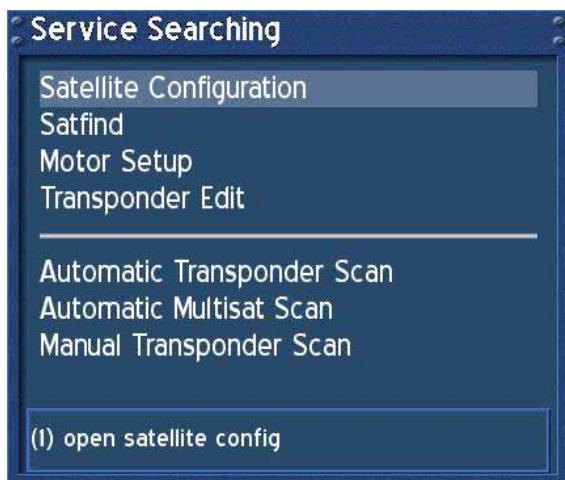 Service Searching
Satellite Configuration
Satfind
Motor Setup
Transponder Edit
Automatic Transponder Scan
Automatic Multisat Scan
Manual Transponder Scan
(1) open satellite config